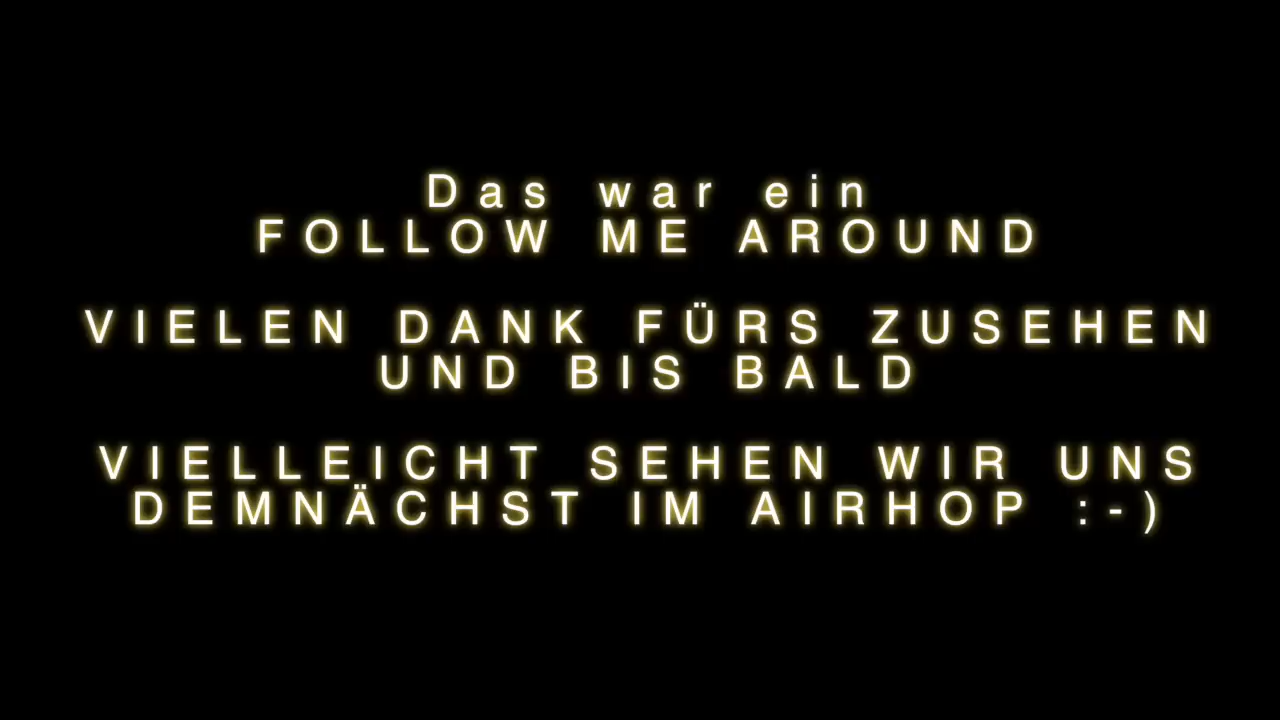 Das war ein
FOLLOW ME AROUND
VIELEN DANK FÜRS ZUSEHEN
UND BIS BALD
VIELLEICHT SEHEN WIR UNS
DEMNÄCHST IM AIRHOP :-)